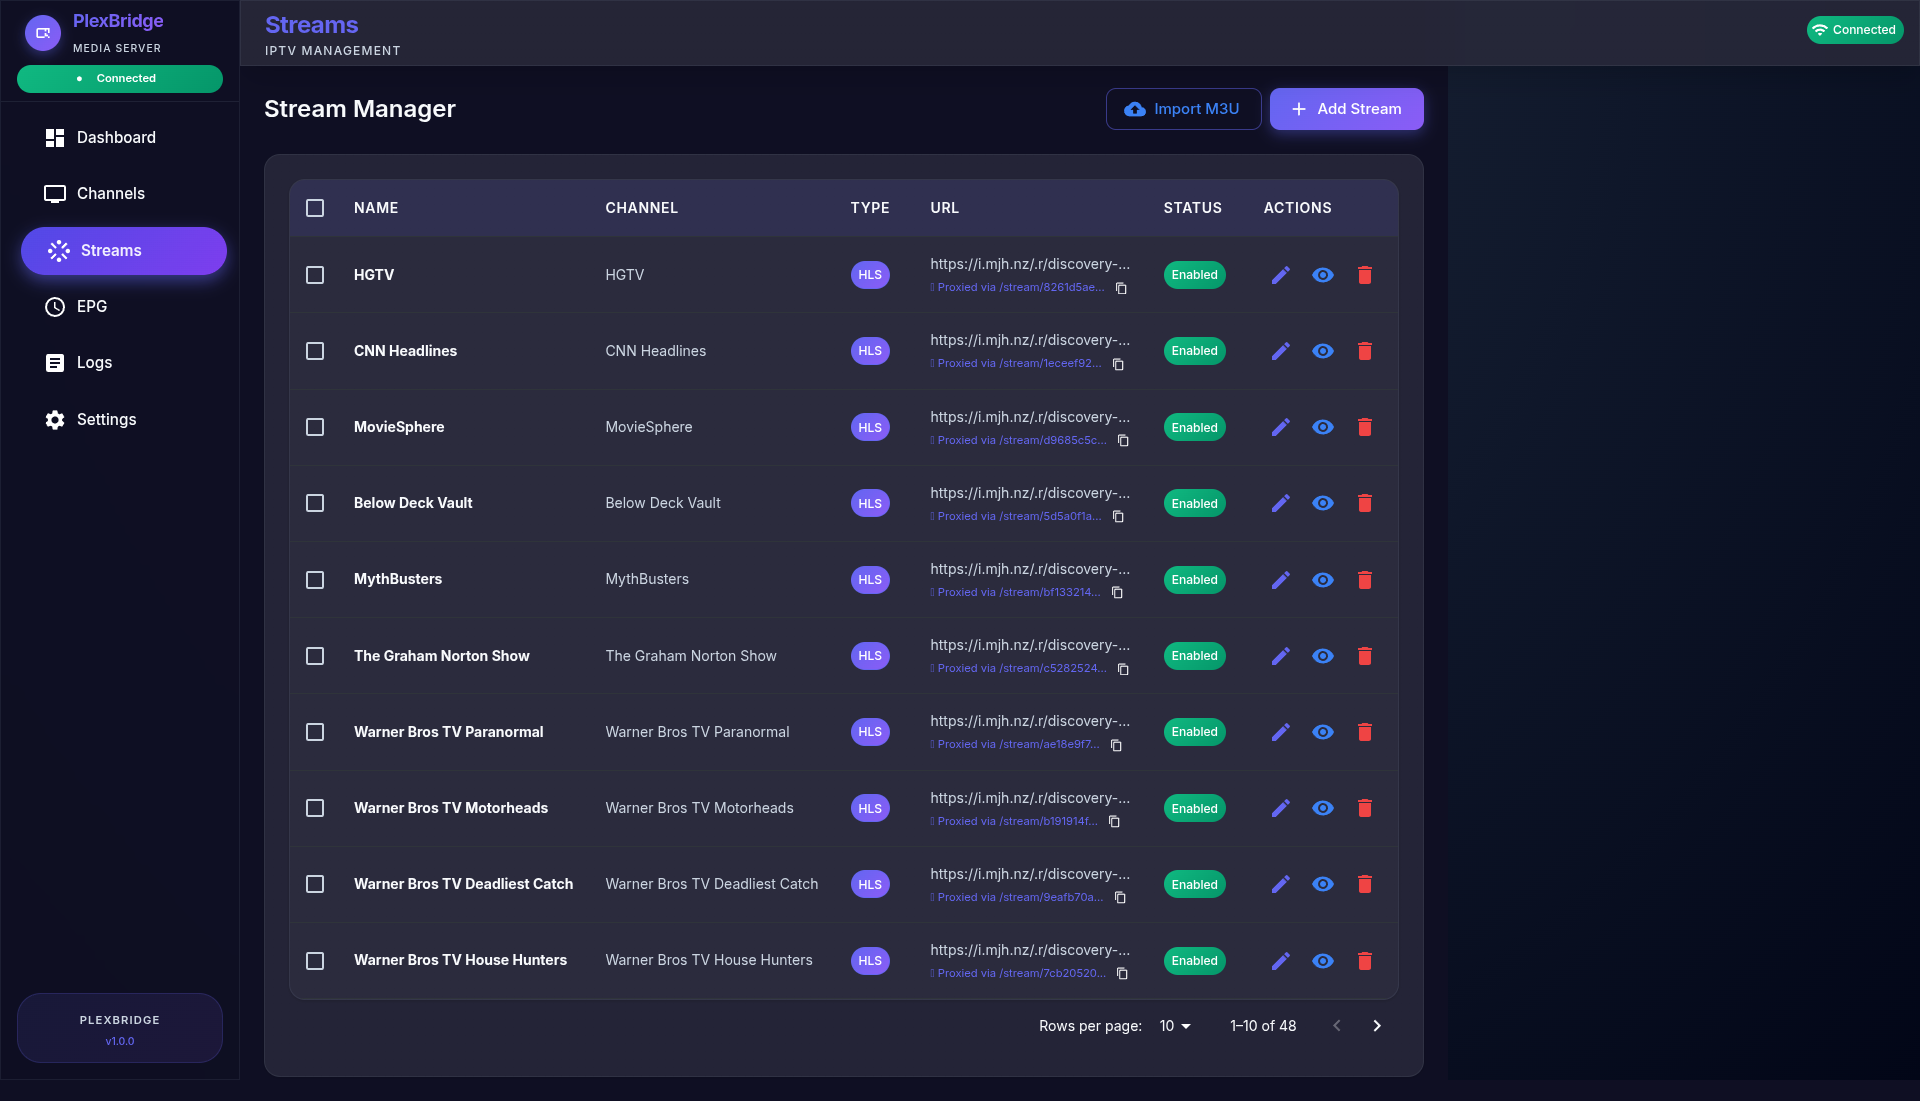 PlexBridge
MEDIA SERVER
Connected
Dashboard
Channels
Streams
EPG
Logs
Settings
PLEXBRIDGE
v1.0.0
Streams
IPTV MANAGEMENT
Connected
Stream Manager
Import M3U
Add Stream
NAME CHANNEL TYPE URL STATUS ACTIONS
HGTV HGTV HLS https://i.mjh.nz/.r/discovery-... Enabled
Proxied via /stream/8261d5ae...
CNN Headlines CNN Headlines HLS https://i.mjh.nz/.r/discovery-... Enabled
Proxied via /stream/1eceef92...
MovieSphere MovieSphere HLS https://i.mjh.nz/.r/discovery-... Enabled
Proxied via /stream/d9685c5c...
Below Deck Vault Below Deck Vault HLS https://i.mjh.nz/.r/discovery-... Enabled
Proxied via /stream/5d5a0f1a...
MythBusters MythBusters HLS https://i.mjh.nz/.r/discovery-... Enabled
Proxied via /stream/bf133214...
The Graham Norton Show The Graham Norton Show HLS https://i.mjh.nz/.r/discovery-... Enabled
Proxied via /stream/c5282524...
Warner Bros TV Paranormal Warner Bros TV Paranormal HLS https://i.mjh.nz/.r/discovery-... Enabled
Proxied via /stream/ae18e9f7...
Warner Bros TV Motorheads Warner Bros TV Motorheads HLS https://i.mjh.nz/.r/discovery-... Enabled
Proxied via /stream/b191914f...
Warner Bros TV Deadliest Catch Warner Bros TV Deadliest Catch HLS https://i.mjh.nz/.r/discovery-... Enabled
Proxied via /stream/9eafb70a...
Warner Bros TV House Hunters Warner Bros TV House Hunters HLS https://i.mjh.nz/.r/discovery-... Enabled
Proxied via /stream/7cb20520...
Rows per page: 10 1–10 of 48